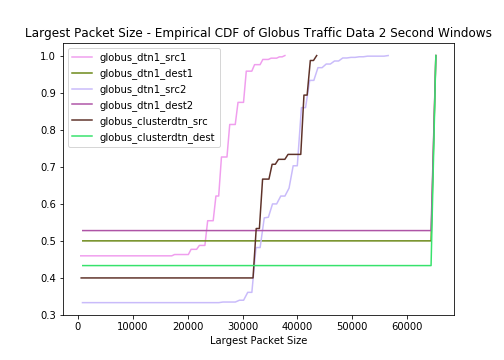 Largest Packet Size - Empirical CDF of Globus Traffic Data 2 Second Windows
globus_dtn1_src1
globus_dtn1_dest1
globus_dtn1_src2
globus_dtn1_dest2
globus_clusterdtn_src
globus_clusterdtn_dest
1.0
0.9
0.8
0.7
0.6
0.5
0.4
0.3
0
10000
20000
30000
40000
50000
60000
Largest Packet Size